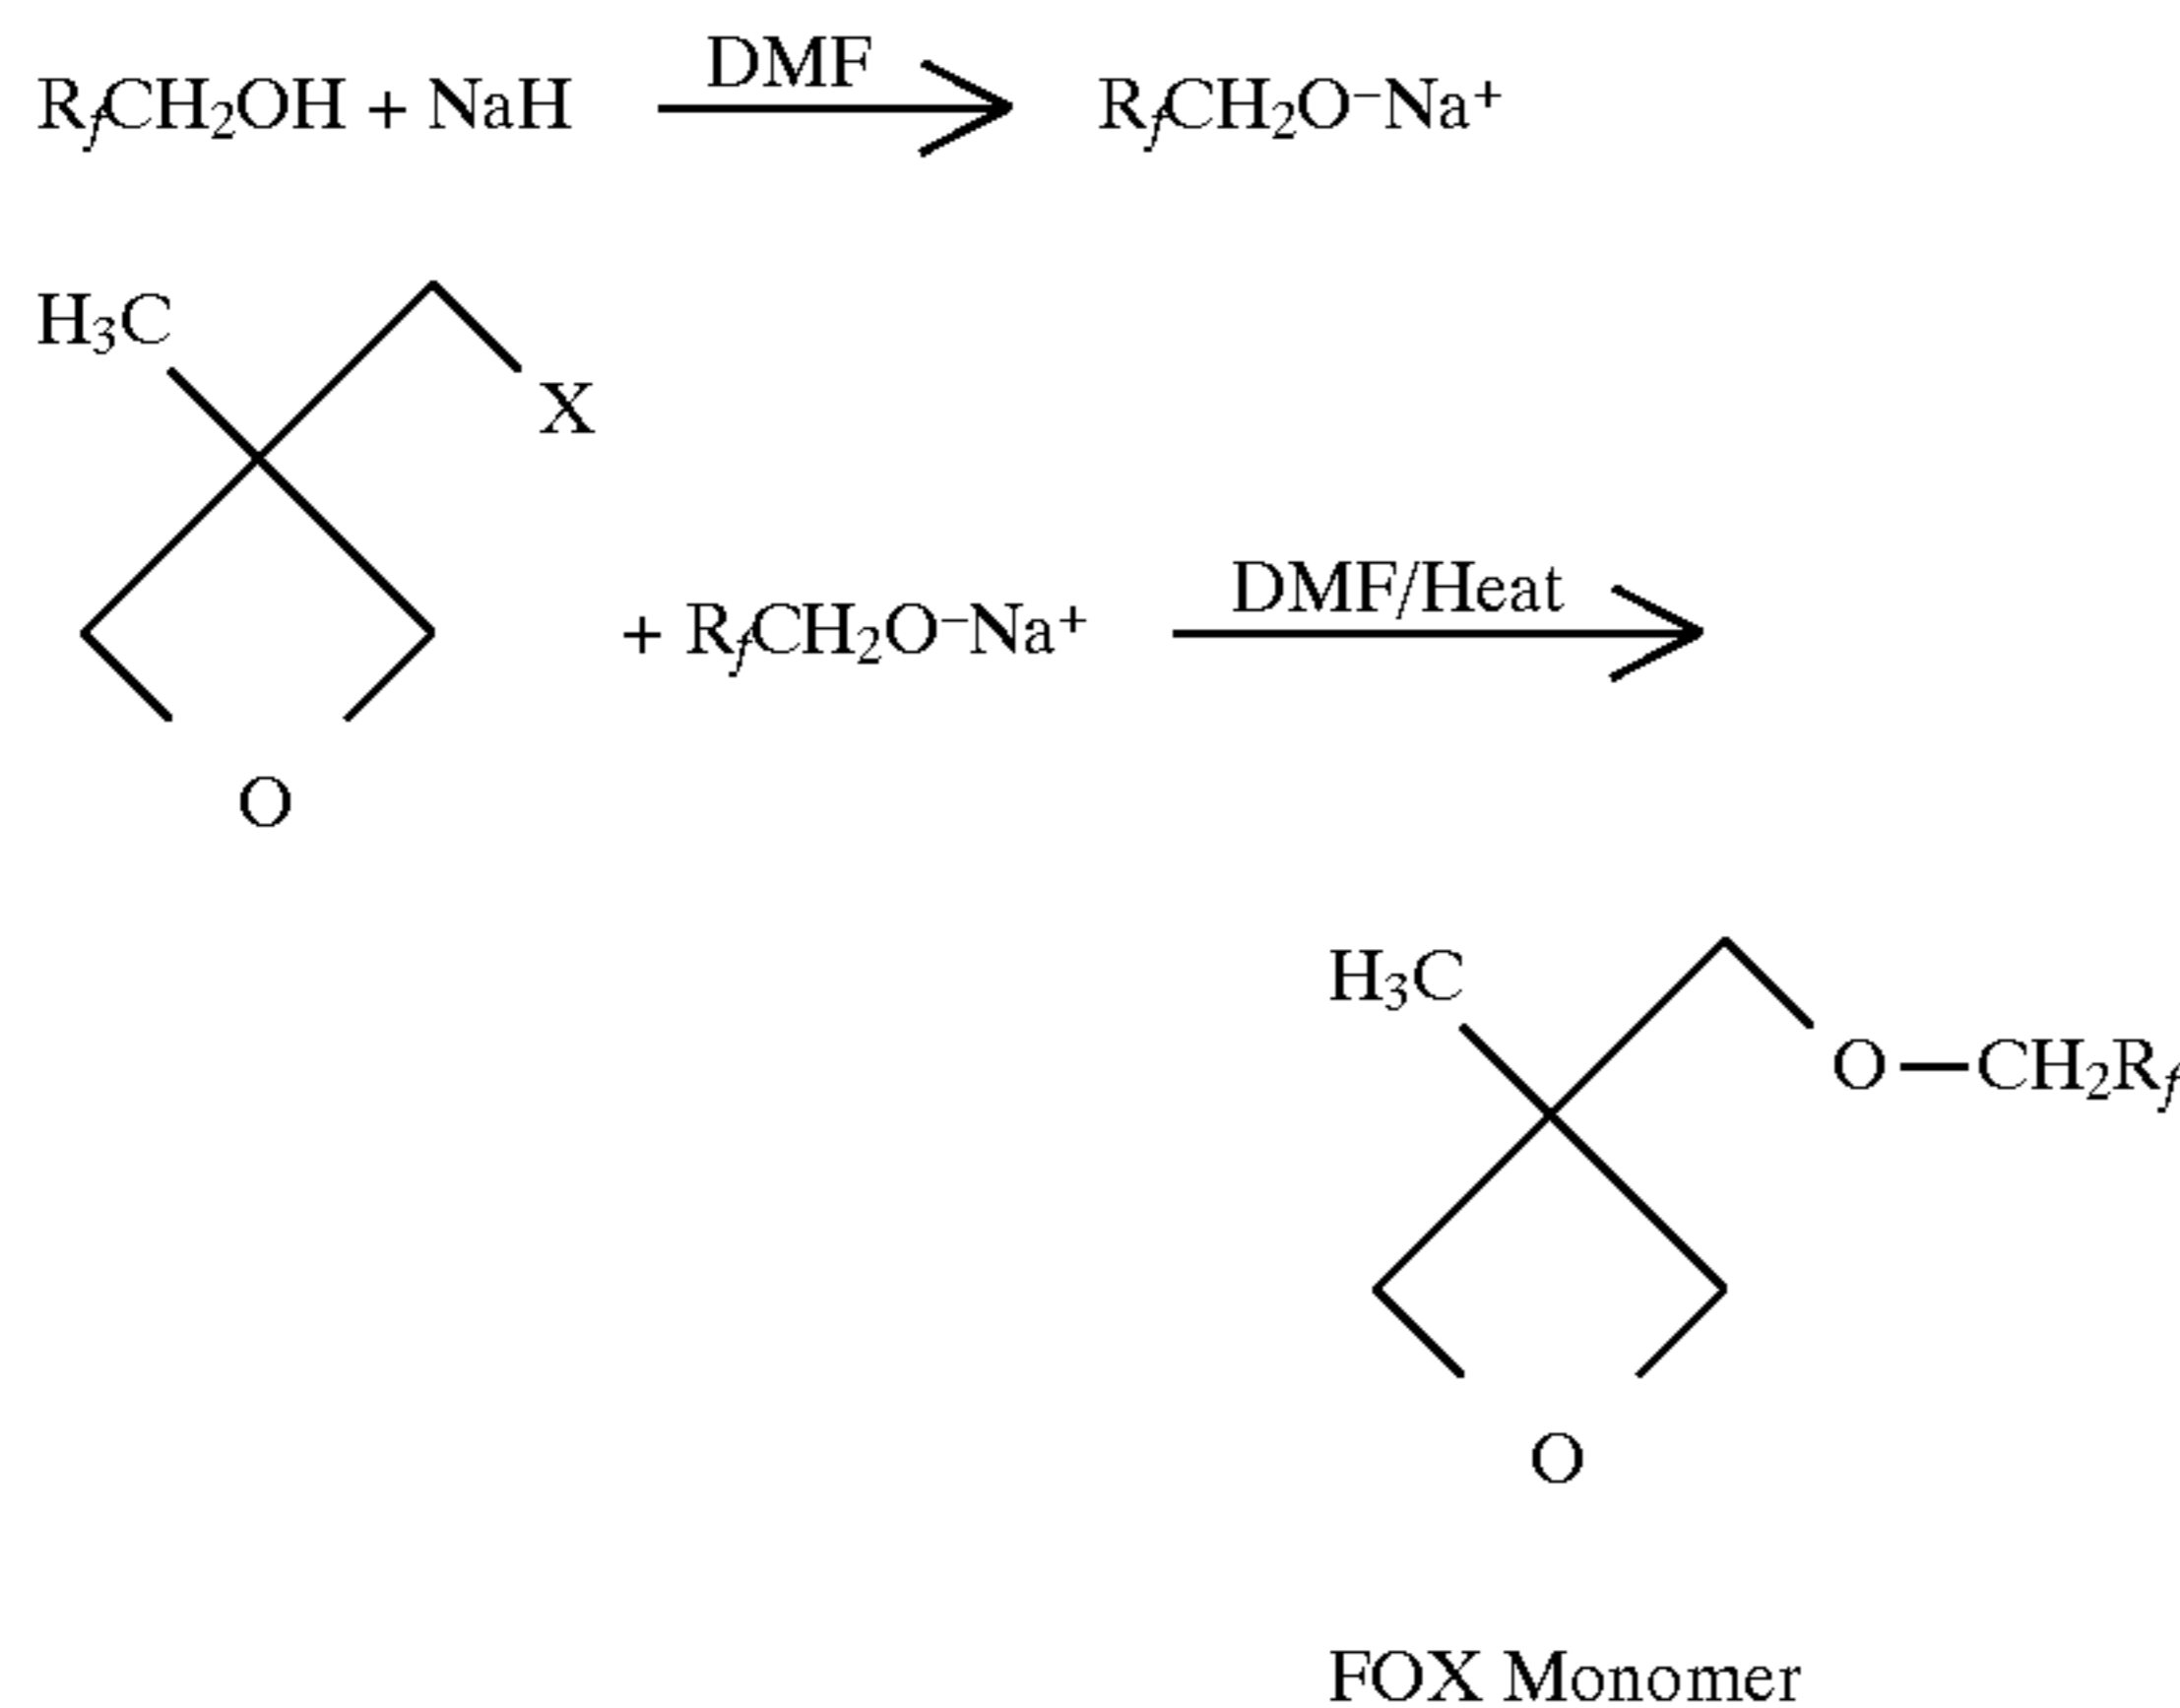 RfCH2OH + NaH DMF RfCH2O–Na+
H3C
X
+ RfCH2O–Na+ DMF/Heat
O
H3C
O—CH2Rf
O
FOX Monomer